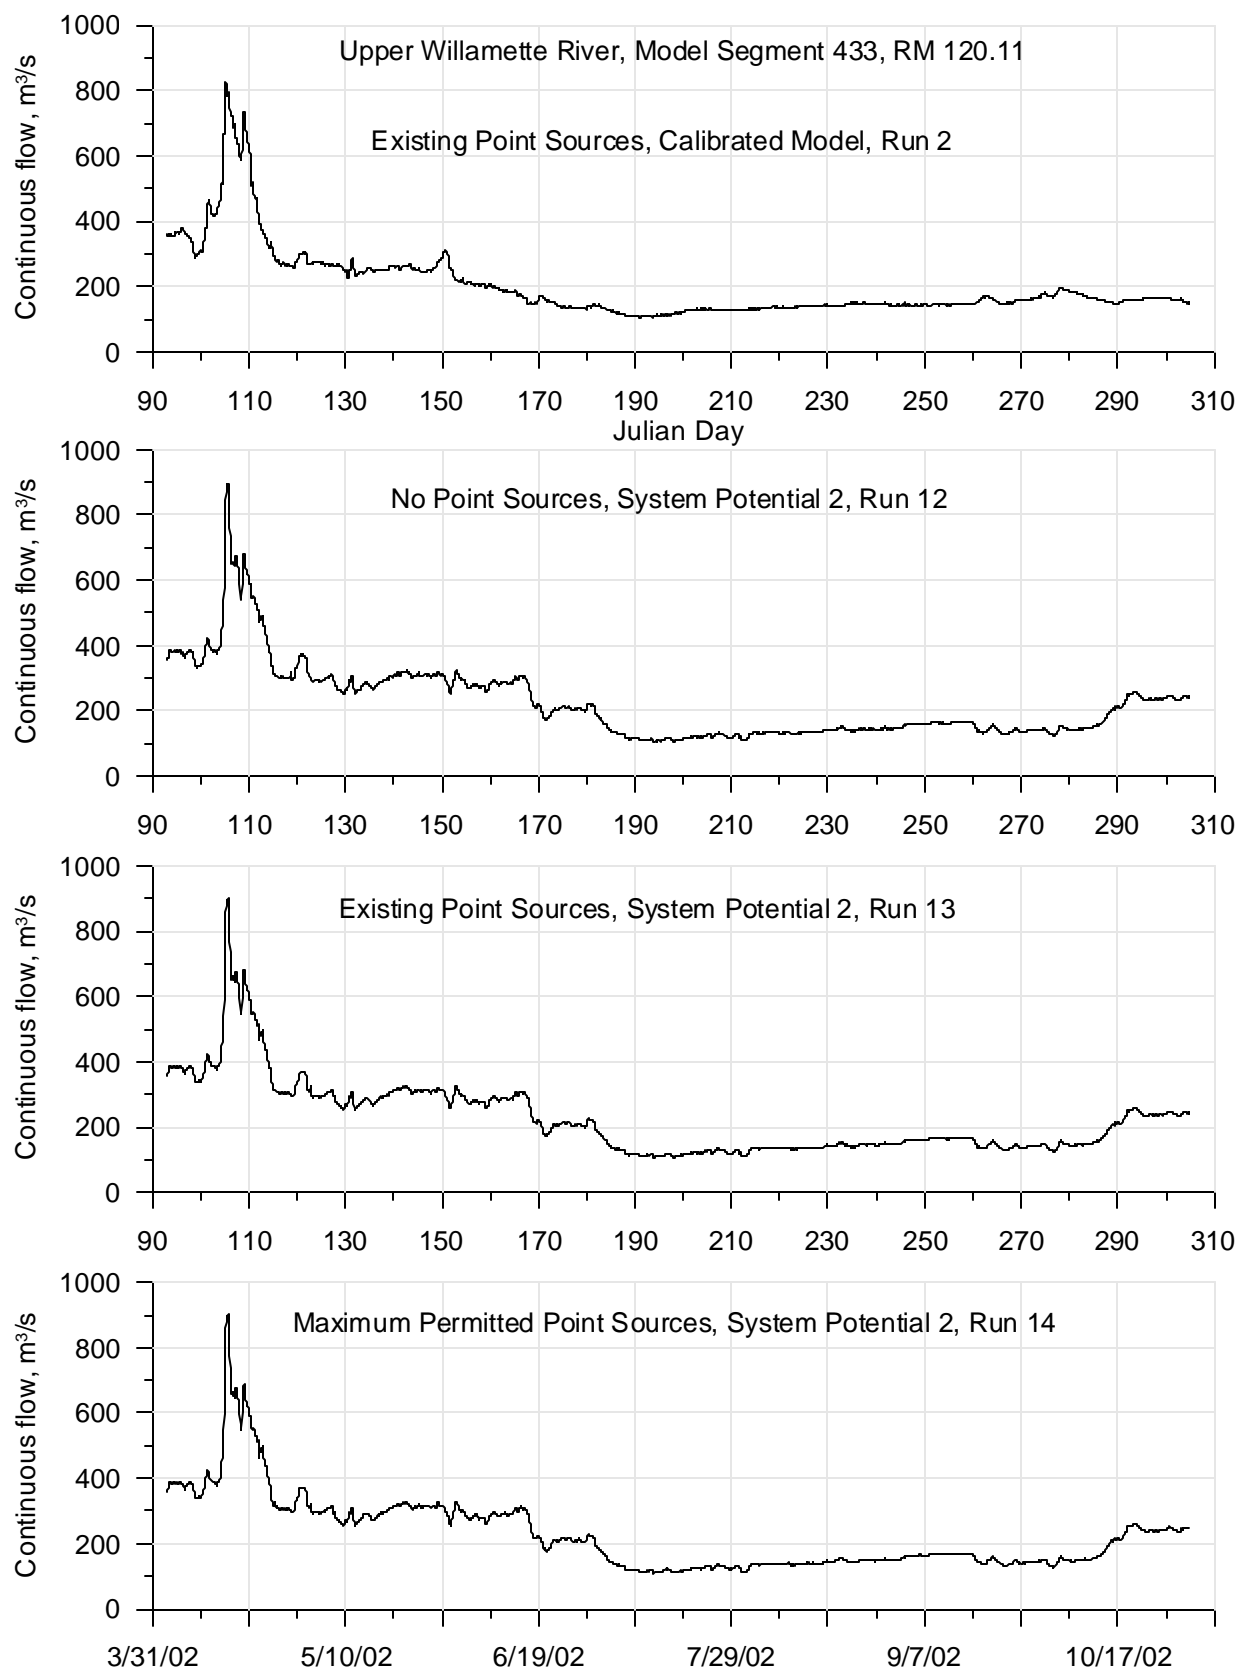 Upper Willamette River, Model Segment 433, RM 120.11
Existing Point Sources, Calibrated Model, Run 2
Continuous flow, m³/s
1000
800
600
400
200
0
90 110 130 150 170 190 210 230 250 270 290 310
Julian Day
No Point Sources, System Potential 2, Run 12
Continuous flow, m³/s
1000
800
600
400
200
0
90 110 130 150 170 190 210 230 250 270 290 310
Existing Point Sources, System Potential 2, Run 13
Continuous flow, m³/s
1000
800
600
400
200
0
90 110 130 150 170 190 210 230 250 270 290 310
Maximum Permitted Point Sources, System Potential 2, Run 14
Continuous flow, m³/s
1000
800
600
400
200
0
3/31/02 5/10/02 6/19/02 7/29/02 9/7/02 10/17/02